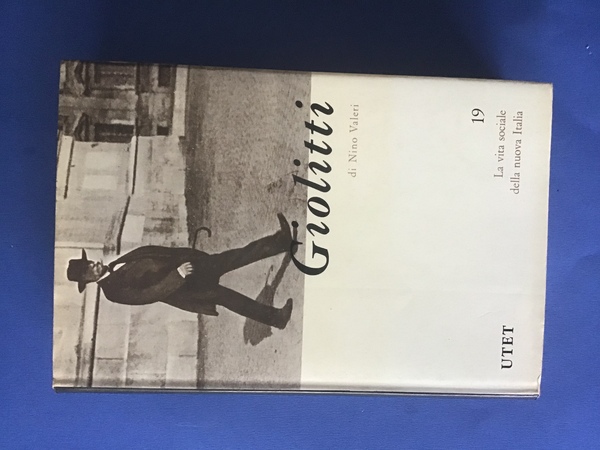 Giolitti
di Nino Valeri
19
La vita sociale
della nuova Italia
UTET